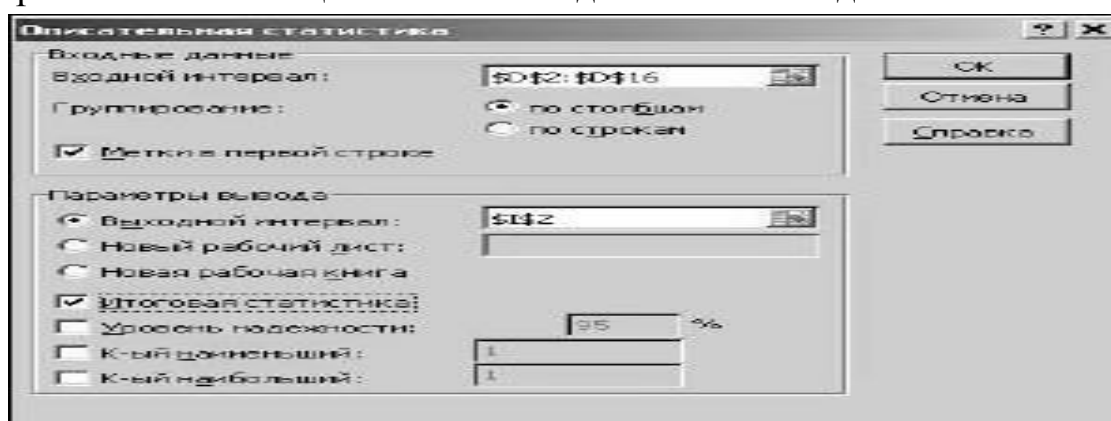 Описательная статистика
Входные данные
Входной интервал: $D$2:$D$16
Группирование: по столбцам
по строкам
Метки в первой строке
ОК
Отмена
Справка
Параметры вывода
Выходной интервал: $I$2
Новый рабочий лист:
Новая рабочая книга
Итоговая статистика
Уровень надежности: 95 %
К-ый наименьший: 1
К-ый наибольший: 1